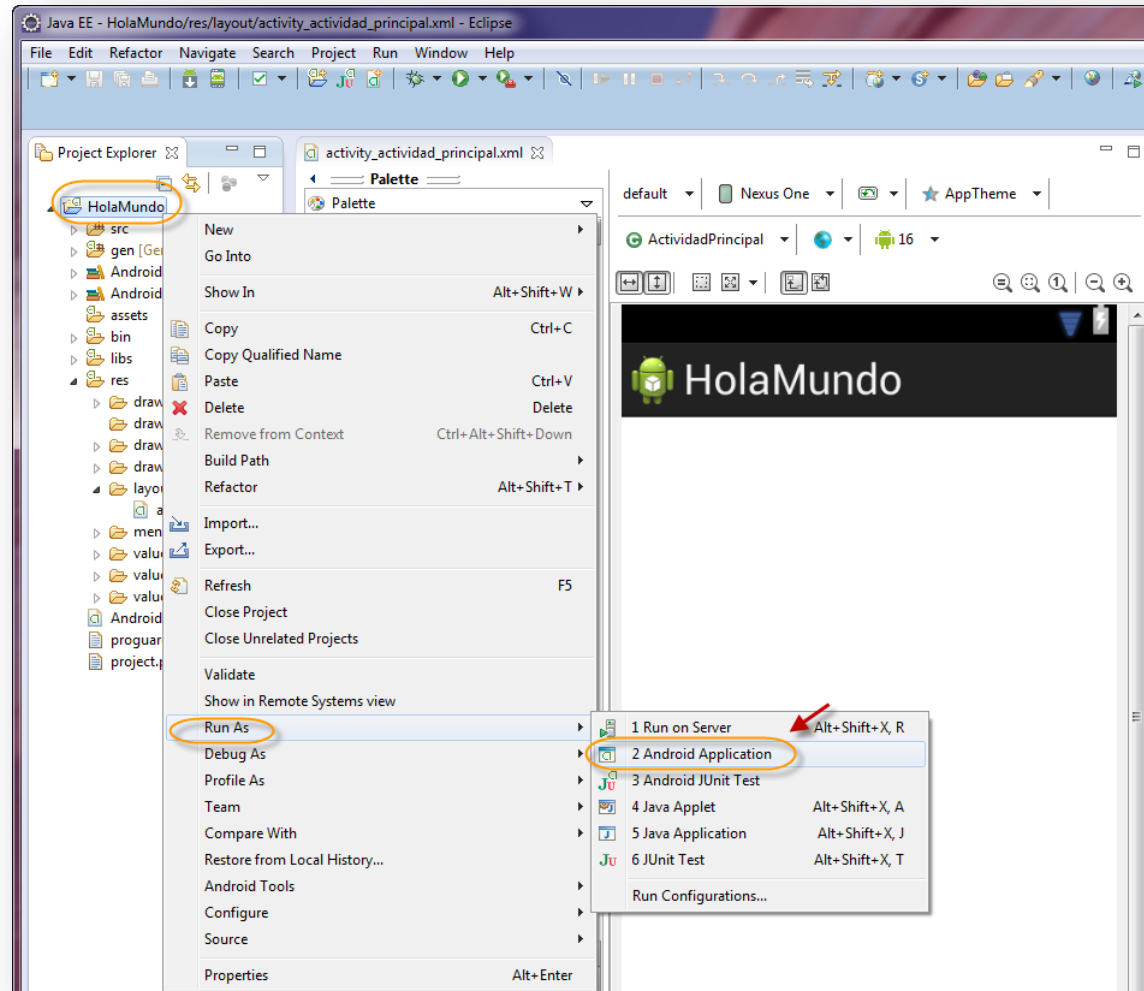 Java EE - HolaMundo/res/layout/activity_actividad_principal.xml - Eclipse
File Edit Refactor Navigate Search Project Run Window Help
Project Explorer
activity_actividad_principal.xml
Palette
Palette
default Nexus One AppTheme
ActividadPrincipal 16
HolaMundo
src
gen [Ge
Android
Android
assets
bin
libs
res
draw
draw
draw
draw
layo
a
men
valu
valu
valu
Android
proguar
project.p
New
Go Into
Show In Alt+Shift+W
Copy Ctrl+C
Copy Qualified Name
Paste Ctrl+V
Delete Delete
Remove from Context Ctrl+Alt+Shift+Down
Build Path
Refactor Alt+Shift+T
Import...
Export...
Refresh F5
Close Project
Close Unrelated Projects
Validate
Show in Remote Systems view
Run As
Debug As
Profile As
Team
Compare With
Restore from Local History...
Android Tools
Configure
Source
Properties Alt+Enter
1 Run on Server Alt+Shift+X, R
2 Android Application
3 Android JUnit Test
4 Java Applet Alt+Shift+X, A
5 Java Application Alt+Shift+X, J
6 JUnit Test Alt+Shift+X, T
Run Configurations...
HolaMundo